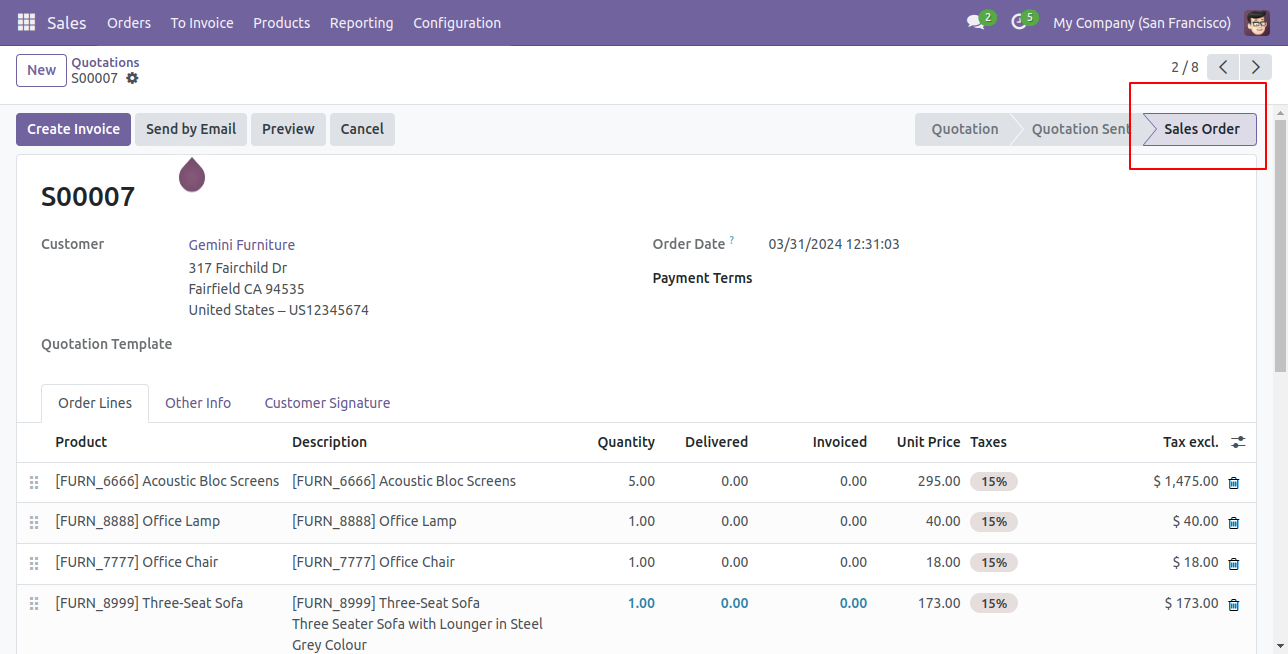 Sales Orders To Invoice Products Reporting Configuration 2 5 My Company (San Francisco)
New Quotations 2 / 8
S00007
Create Invoice Send by Email Preview Cancel Quotation Quotation Sent Sales Order
S00007
Customer Gemini Furniture Order Date ? 03/31/2024 12:31:03
317 Fairchild Dr Payment Terms
Fairfield CA 94535
United States – US12345674
Quotation Template
Order Lines Other Info Customer Signature
Product Description Quantity Delivered Invoiced Unit Price Taxes Tax excl.
[FURN_6666] Acoustic Bloc Screens [FURN_6666] Acoustic Bloc Screens 5.00 0.00 0.00 295.00 15% $ 1,475.00
[FURN_8888] Office Lamp [FURN_8888] Office Lamp 1.00 0.00 0.00 40.00 15% $ 40.00
[FURN_7777] Office Chair [FURN_7777] Office Chair 1.00 0.00 0.00 18.00 15% $ 18.00
[FURN_8999] Three-Seat Sofa [FURN_8999] Three-Seat Sofa 1.00 0.00 0.00 173.00 15% $ 173.00
Three Seater Sofa with Lounger in Steel
Grey Colour